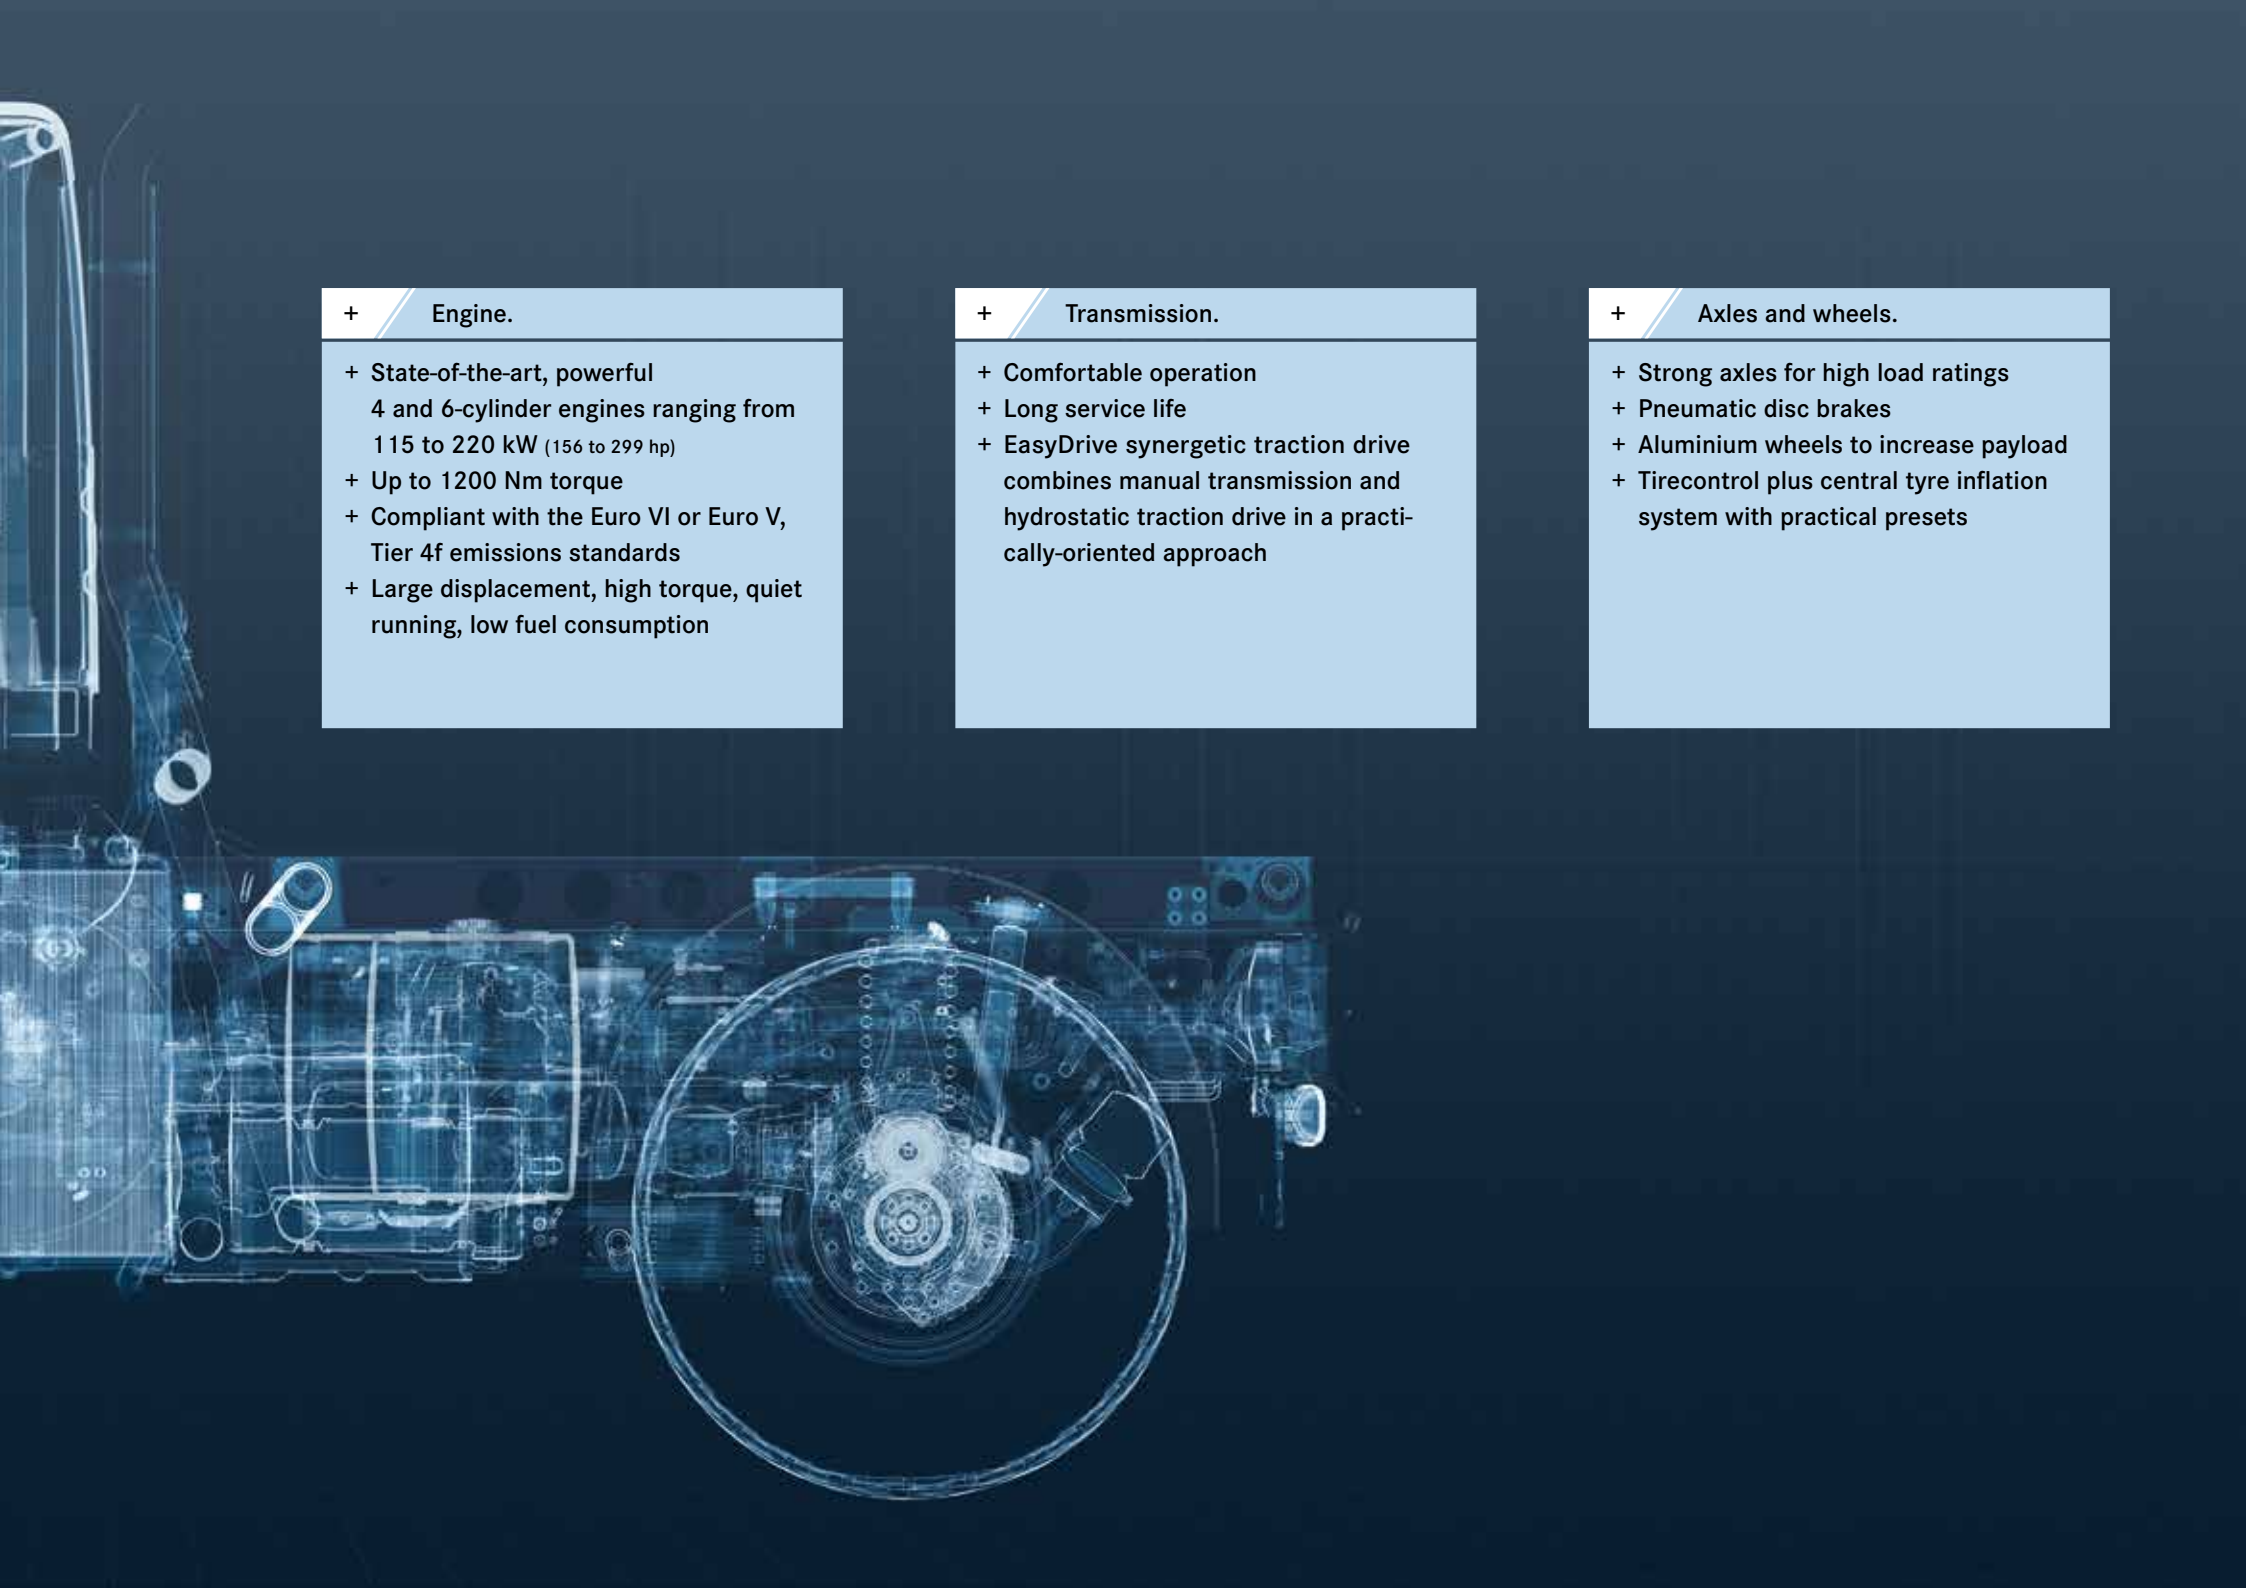 + Engine.
+ State-of-the-art, powerful
4 and 6-cylinder engines ranging from
115 to 220 kW (156 to 299 hp)
+ Up to 1200 Nm torque
+ Compliant with the Euro VI or Euro V,
Tier 4f emissions standards
+ Large displacement, high torque, quiet
running, low fuel consumption
+ Transmission.
+ Comfortable operation
+ Long service life
+ EasyDrive synergetic traction drive
combines manual transmission and
hydrostatic traction drive in a practi-
cally-oriented approach
+ Axles and wheels.
+ Strong axles for high load ratings
+ Pneumatic disc brakes
+ Aluminium wheels to increase payload
+ Tirecontrol plus central tyre inflation
system with practical presets